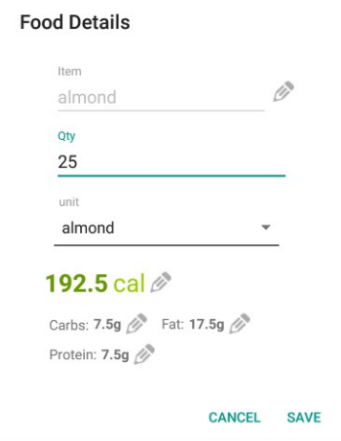 Food Details
Item
almond
Qty
25
unit
almond
192.5 cal
Carbs: 7.5g Fat: 17.5g
Protein: 7.5g
CANCEL SAVE